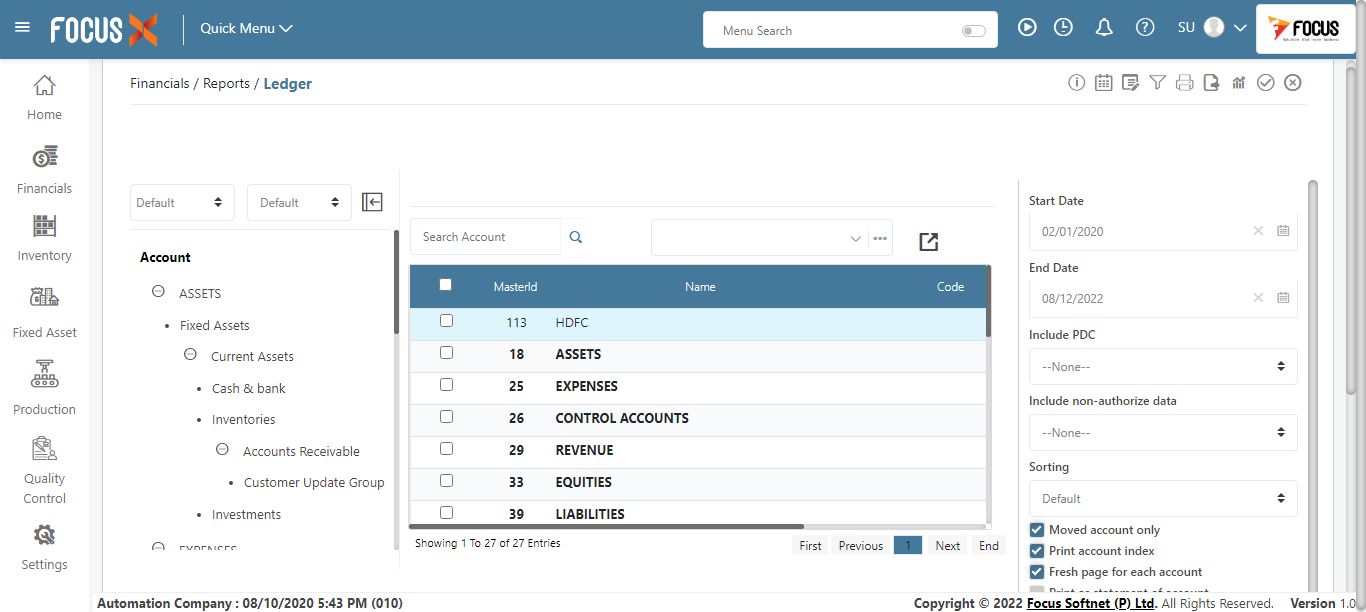 FOCUS X
Quick Menu
Menu Search
SU
FOCUS
Financials / Reports / Ledger
Home
Financials
Inventory
Fixed Asset
Production
Quality
Control
Settings
Default
Default
Account
ASSETS
Fixed Assets
Current Assets
Cash & bank
Inventories
Accounts Receivable
Customer Update Group
Investments
EXPENSES
Search Account
MasterId Name Code
113 HDFC
18 ASSETS
25 EXPENSES
26 CONTROL ACCOUNTS
29 REVENUE
33 EQUITIES
39 LIABILITIES
Showing 1 To 27 of 27 Entries
First Previous 1 Next End
Start Date
02/01/2020
End Date
08/12/2022
Include PDC
--None--
Include non-authorize data
--None--
Sorting
Default
Moved account only
Print account index
Fresh page for each account
Print as statement of account
Automation Company : 08/10/2020 5:43 PM (010)
Copyright © 2022 Focus Softnet (P) Ltd. All Rights Reserved. Version 1.0